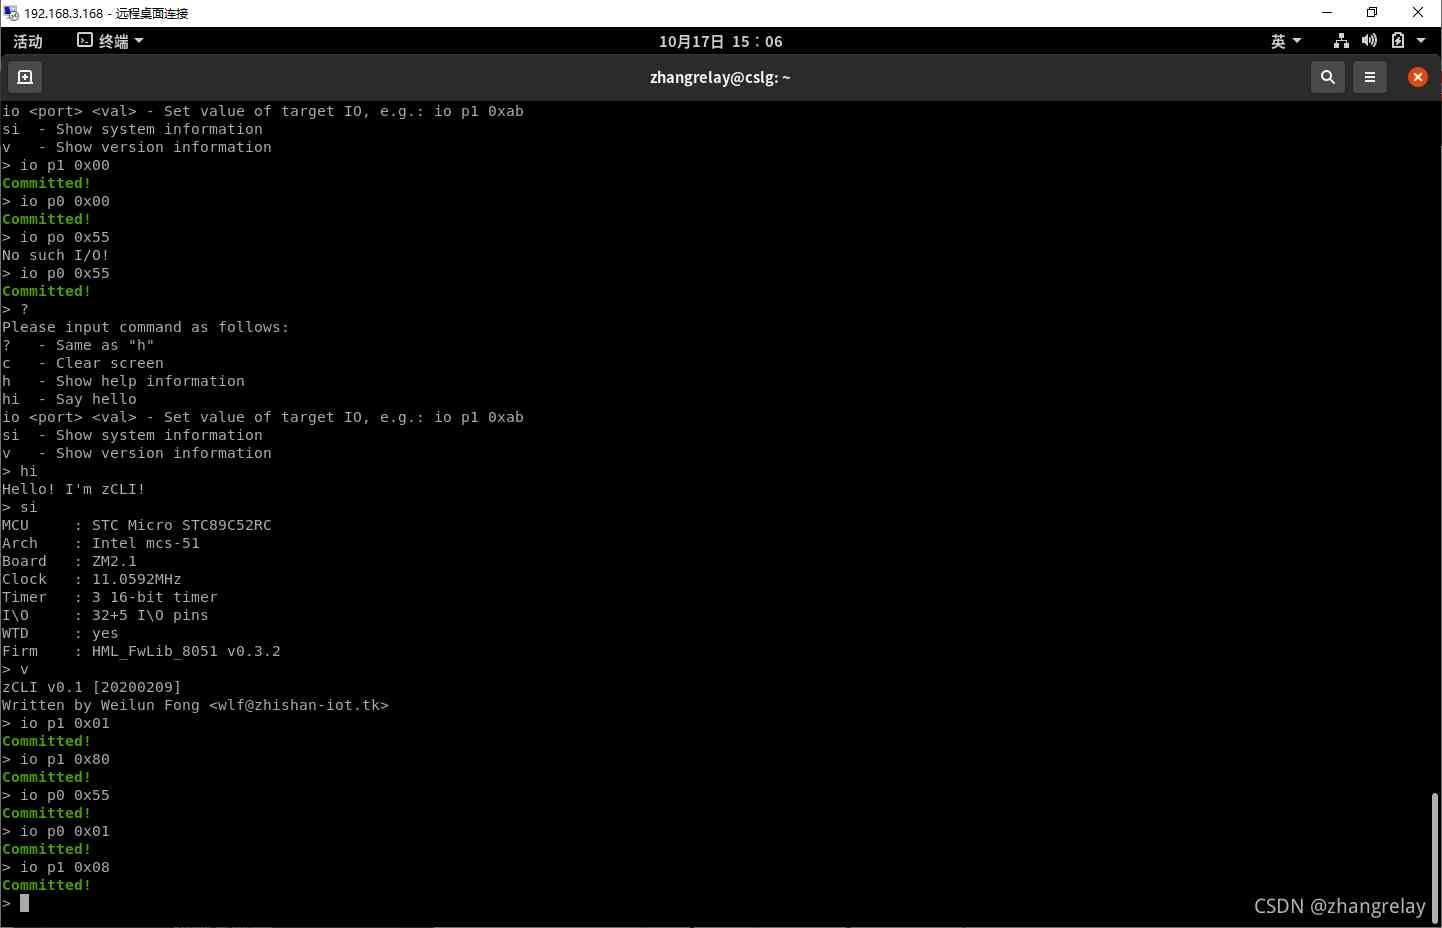 192.168.3.168 - 远程桌面连接
活动 终端 10月17日 15：06 英
zhangrelay@cslg: ~
io <port> <val> - Set value of target IO, e.g.: io p1 0xab
si  - Show system information
v   - Show version information
> io p1 0x00
Committed!
> io p0 0x00
Committed!
> io po 0x55
No such I/O!
> io p0 0x55
Committed!
> ?
Please input command as follows:
?   - Same as "h"
c   - Clear screen
h   - Show help information
hi  - Say hello
io <port> <val> - Set value of target IO, e.g.: io p1 0xab
si  - Show system information
v   - Show version information
> hi
Hello! I'm zCLI!
> si
MCU     : STC Micro STC89C52RC
Arch    : Intel mcs-51
Board   : ZM2.1
Clock   : 11.0592MHz
Timer   : 3 16-bit timer
I\O     : 32+5 I\O pins
WTD     : yes
Firm    : HML_FwLib_8051 v0.3.2
> v
zCLI v0.1 [20200209]
Written by Weilun Fong <wlf@zhishan-iot.tk>
> io p1 0x01
Committed!
> io p1 0x80
Committed!
> io p0 0x55
Committed!
> io p0 0x01
Committed!
> io p1 0x08
Committed!
>
CSDN @zhangrelay